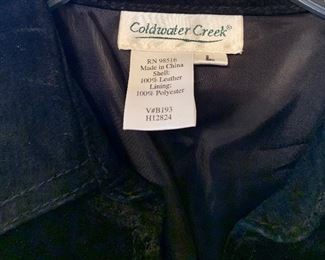 Coldwater Creek®
L
RN 98516
Made in China
Shell:
100% Leather
Lining:
100% Polyester
V#B193
H12824